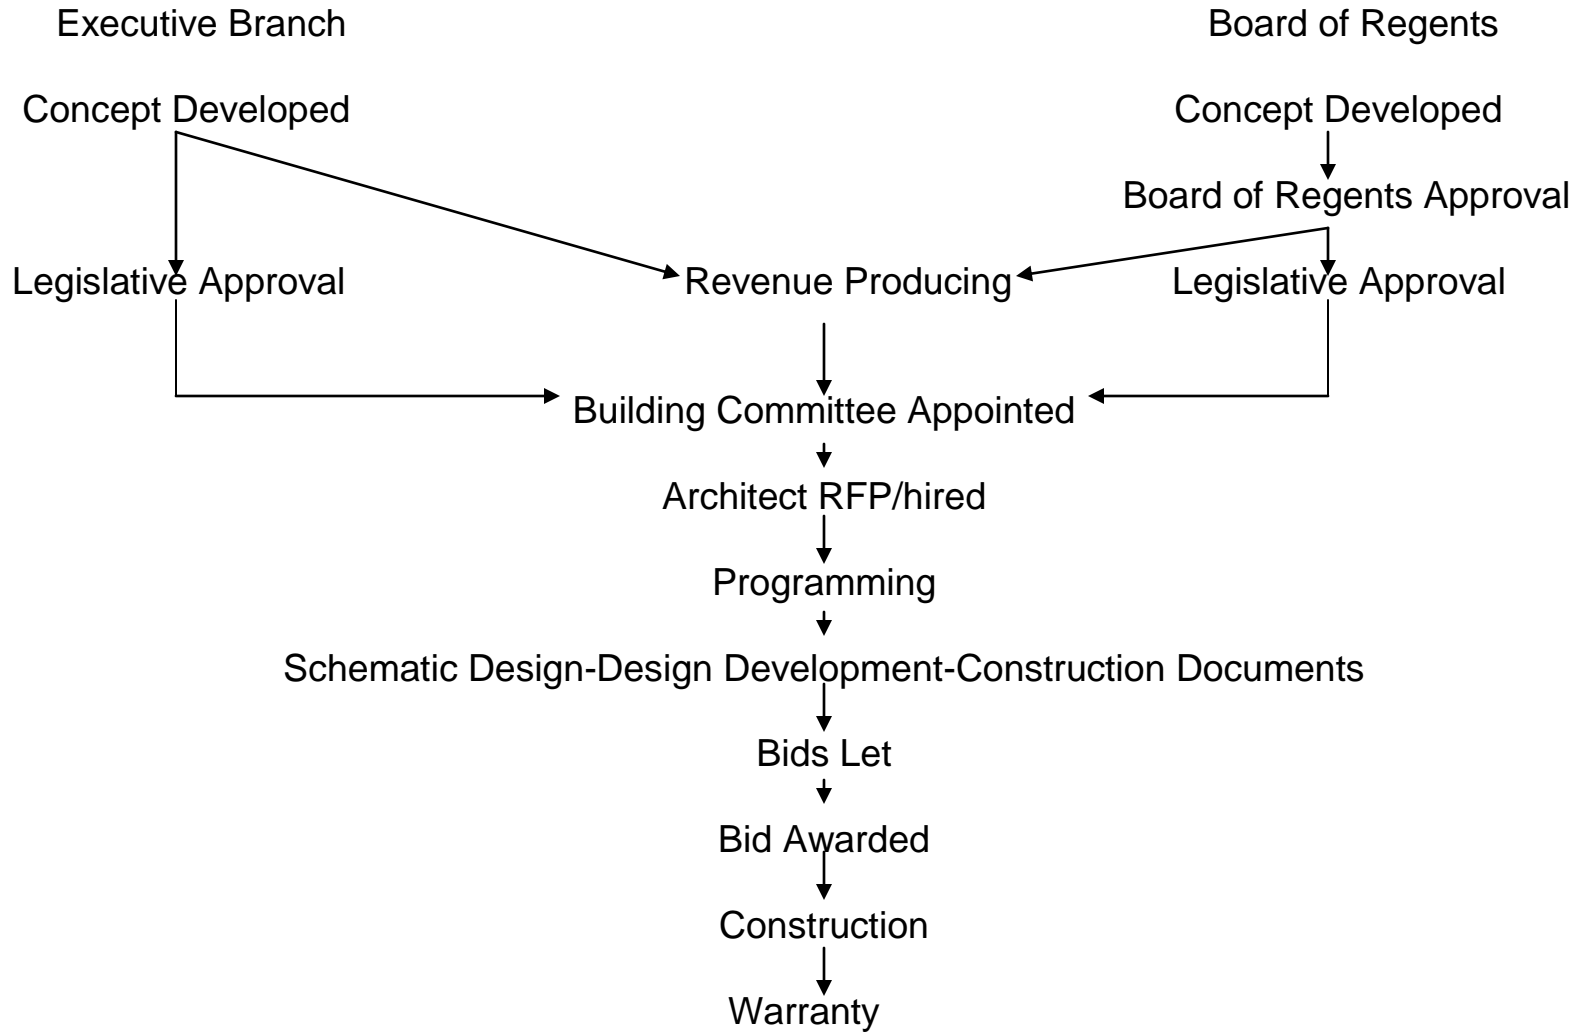 Executive Branch
Board of Regents
Concept Developed
Concept Developed
Board of Regents Approval
Legislative Approval
Revenue Producing
Legislative Approval
Building Committee Appointed
Architect RFP/hired
Programming
Schematic Design-Design Development-Construction Documents
Bids Let
Bid Awarded
Construction
Warranty